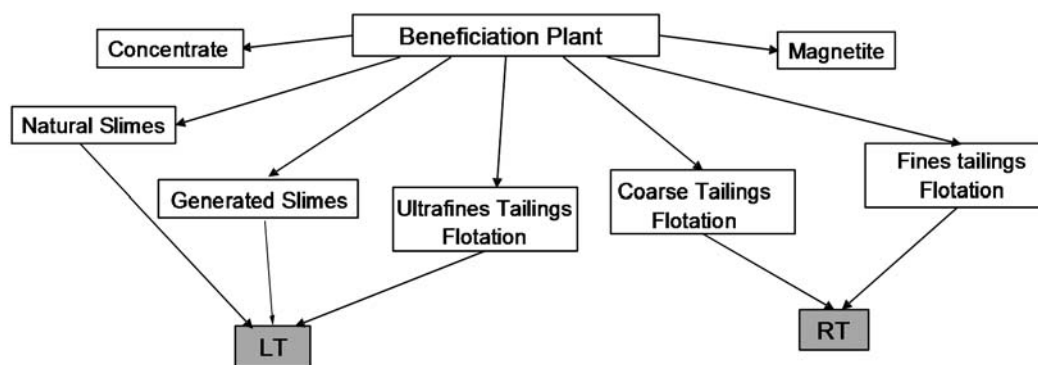 Beneficiation Plant
Concentrate
Magnetite
Natural Slimes
Generated Slimes
Ultrafines Tailings
Flotation
Coarse Tailings
Flotation
Fines tailings
Flotation
LT
RT